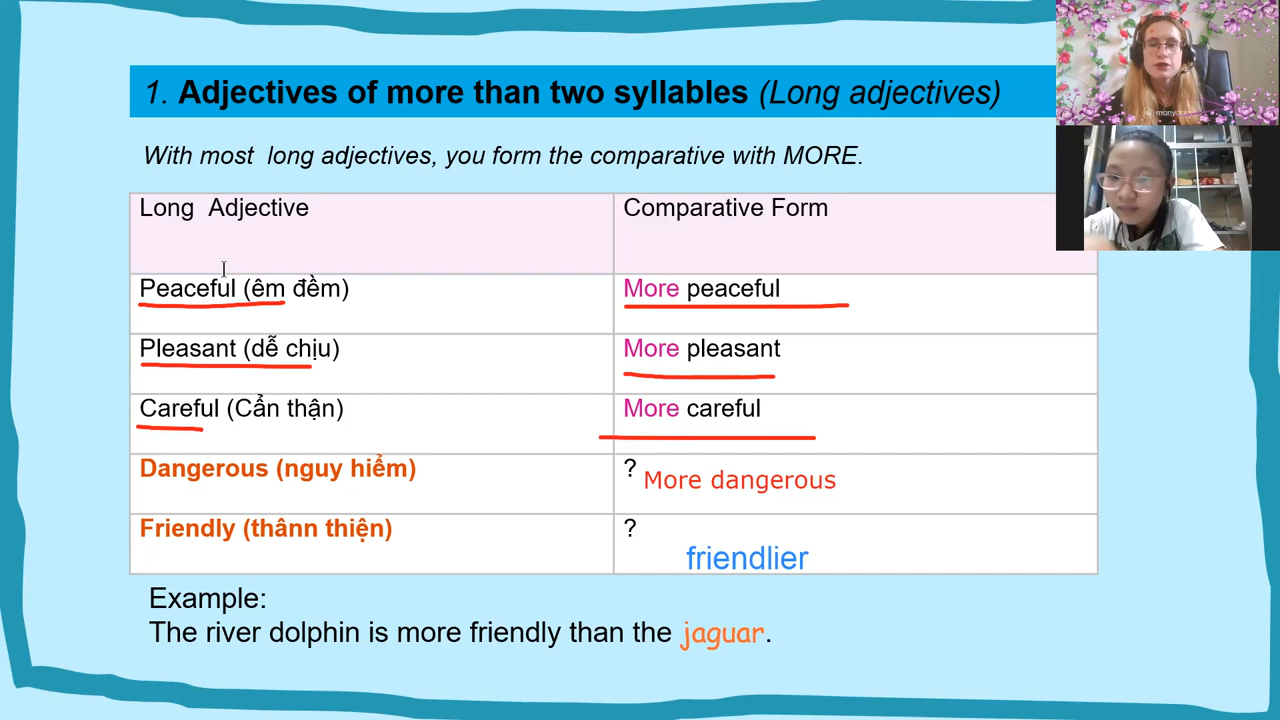 1. Adjectives of more than two syllables (Long adjectives)
With most long adjectives, you form the comparative with MORE.
Long Adjective
Comparative Form
Peaceful (êm đềm)
More peaceful
Pleasant (dễ chịu)
More pleasant
Careful (Cẩn thận)
More careful
Dangerous (nguy hiểm)
? More dangerous
Friendly (thânn thiện)
?
friendlier
Example:
The river dolphin is more friendly than the jaguar.